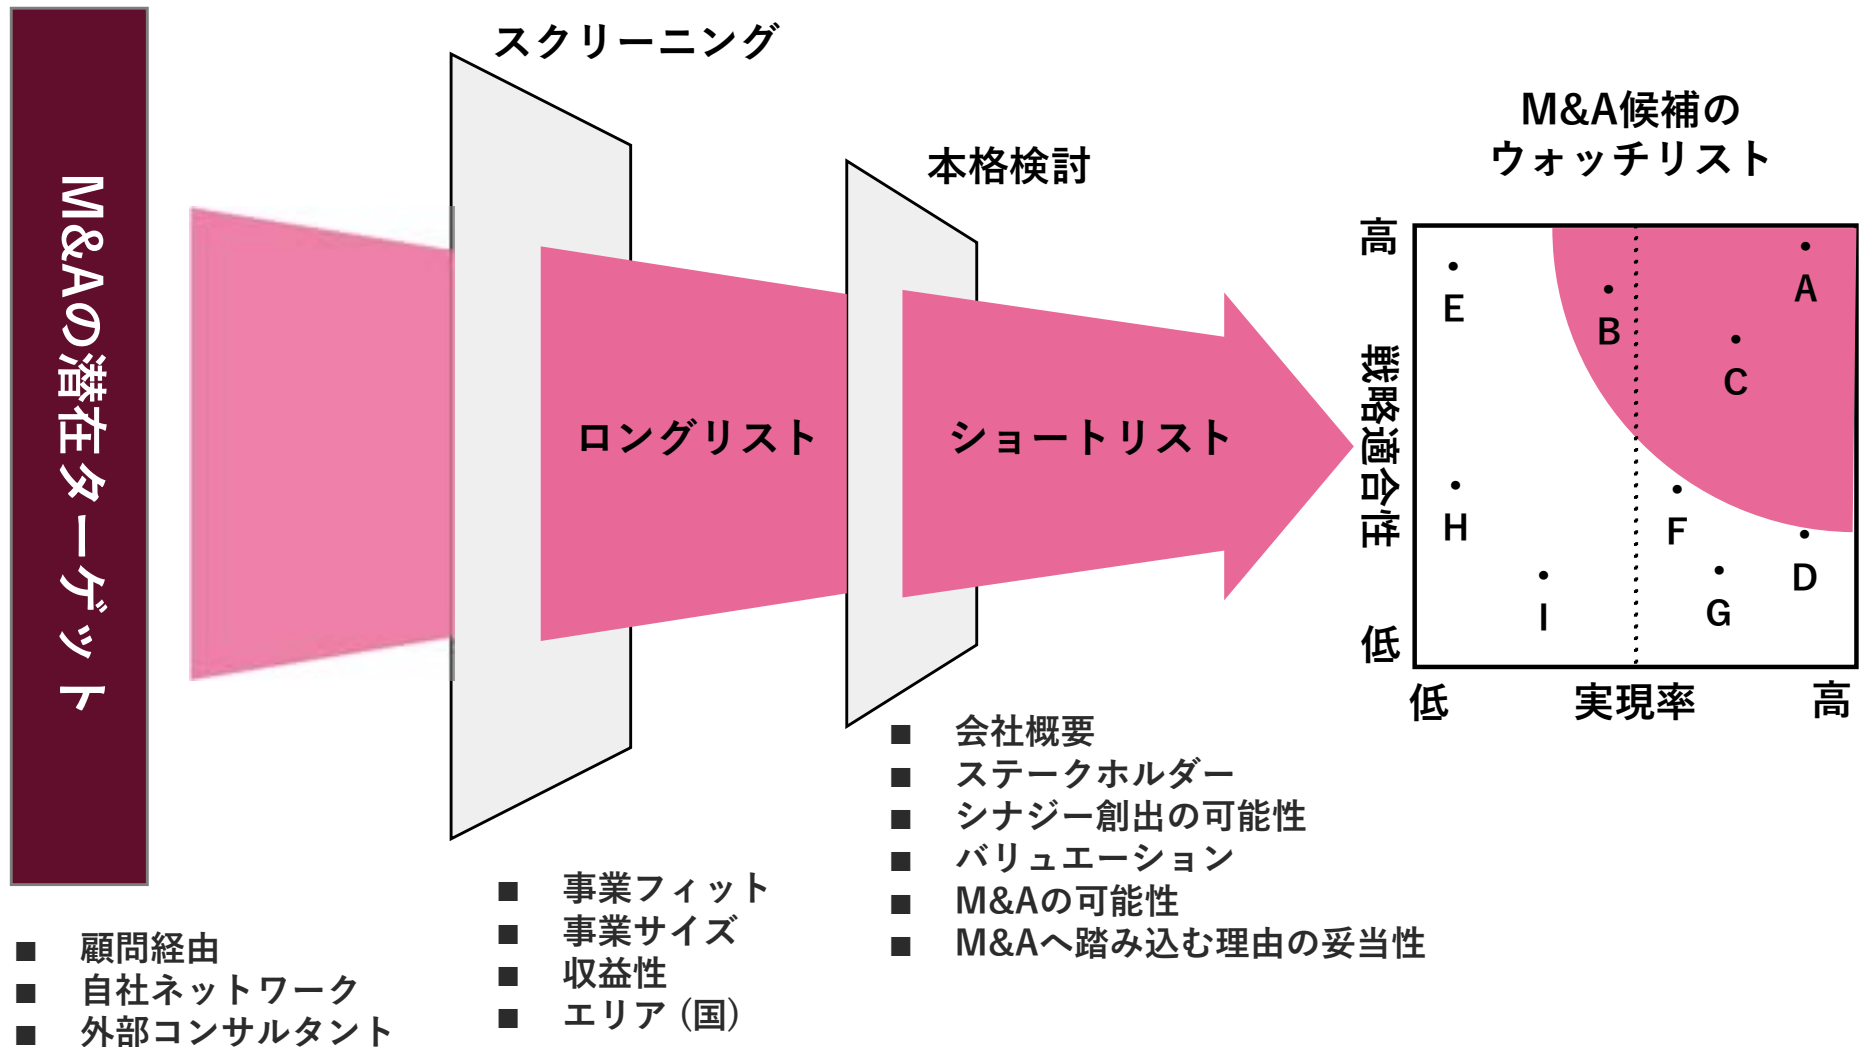 M&Aの潜在ターゲット
■ 顧問経由
■ 自社ネットワーク
■ 外部コンサルタント
スクリーニング
ロングリスト
■ 事業フィット
■ 事業サイズ
■ 収益性
■ エリア (国)
本格検討
ショートリスト
■ 会社概要
■ ステークホルダー
■ シナジー創出の可能性
■ バリュエーション
■ M&Aの可能性
■ M&Aへ踏み込む理由の妥当性
M&A候補の
ウォッチリスト
高
戦略適合性
低
E
B
A
C
H
F
D
I
G
低 実現率 高